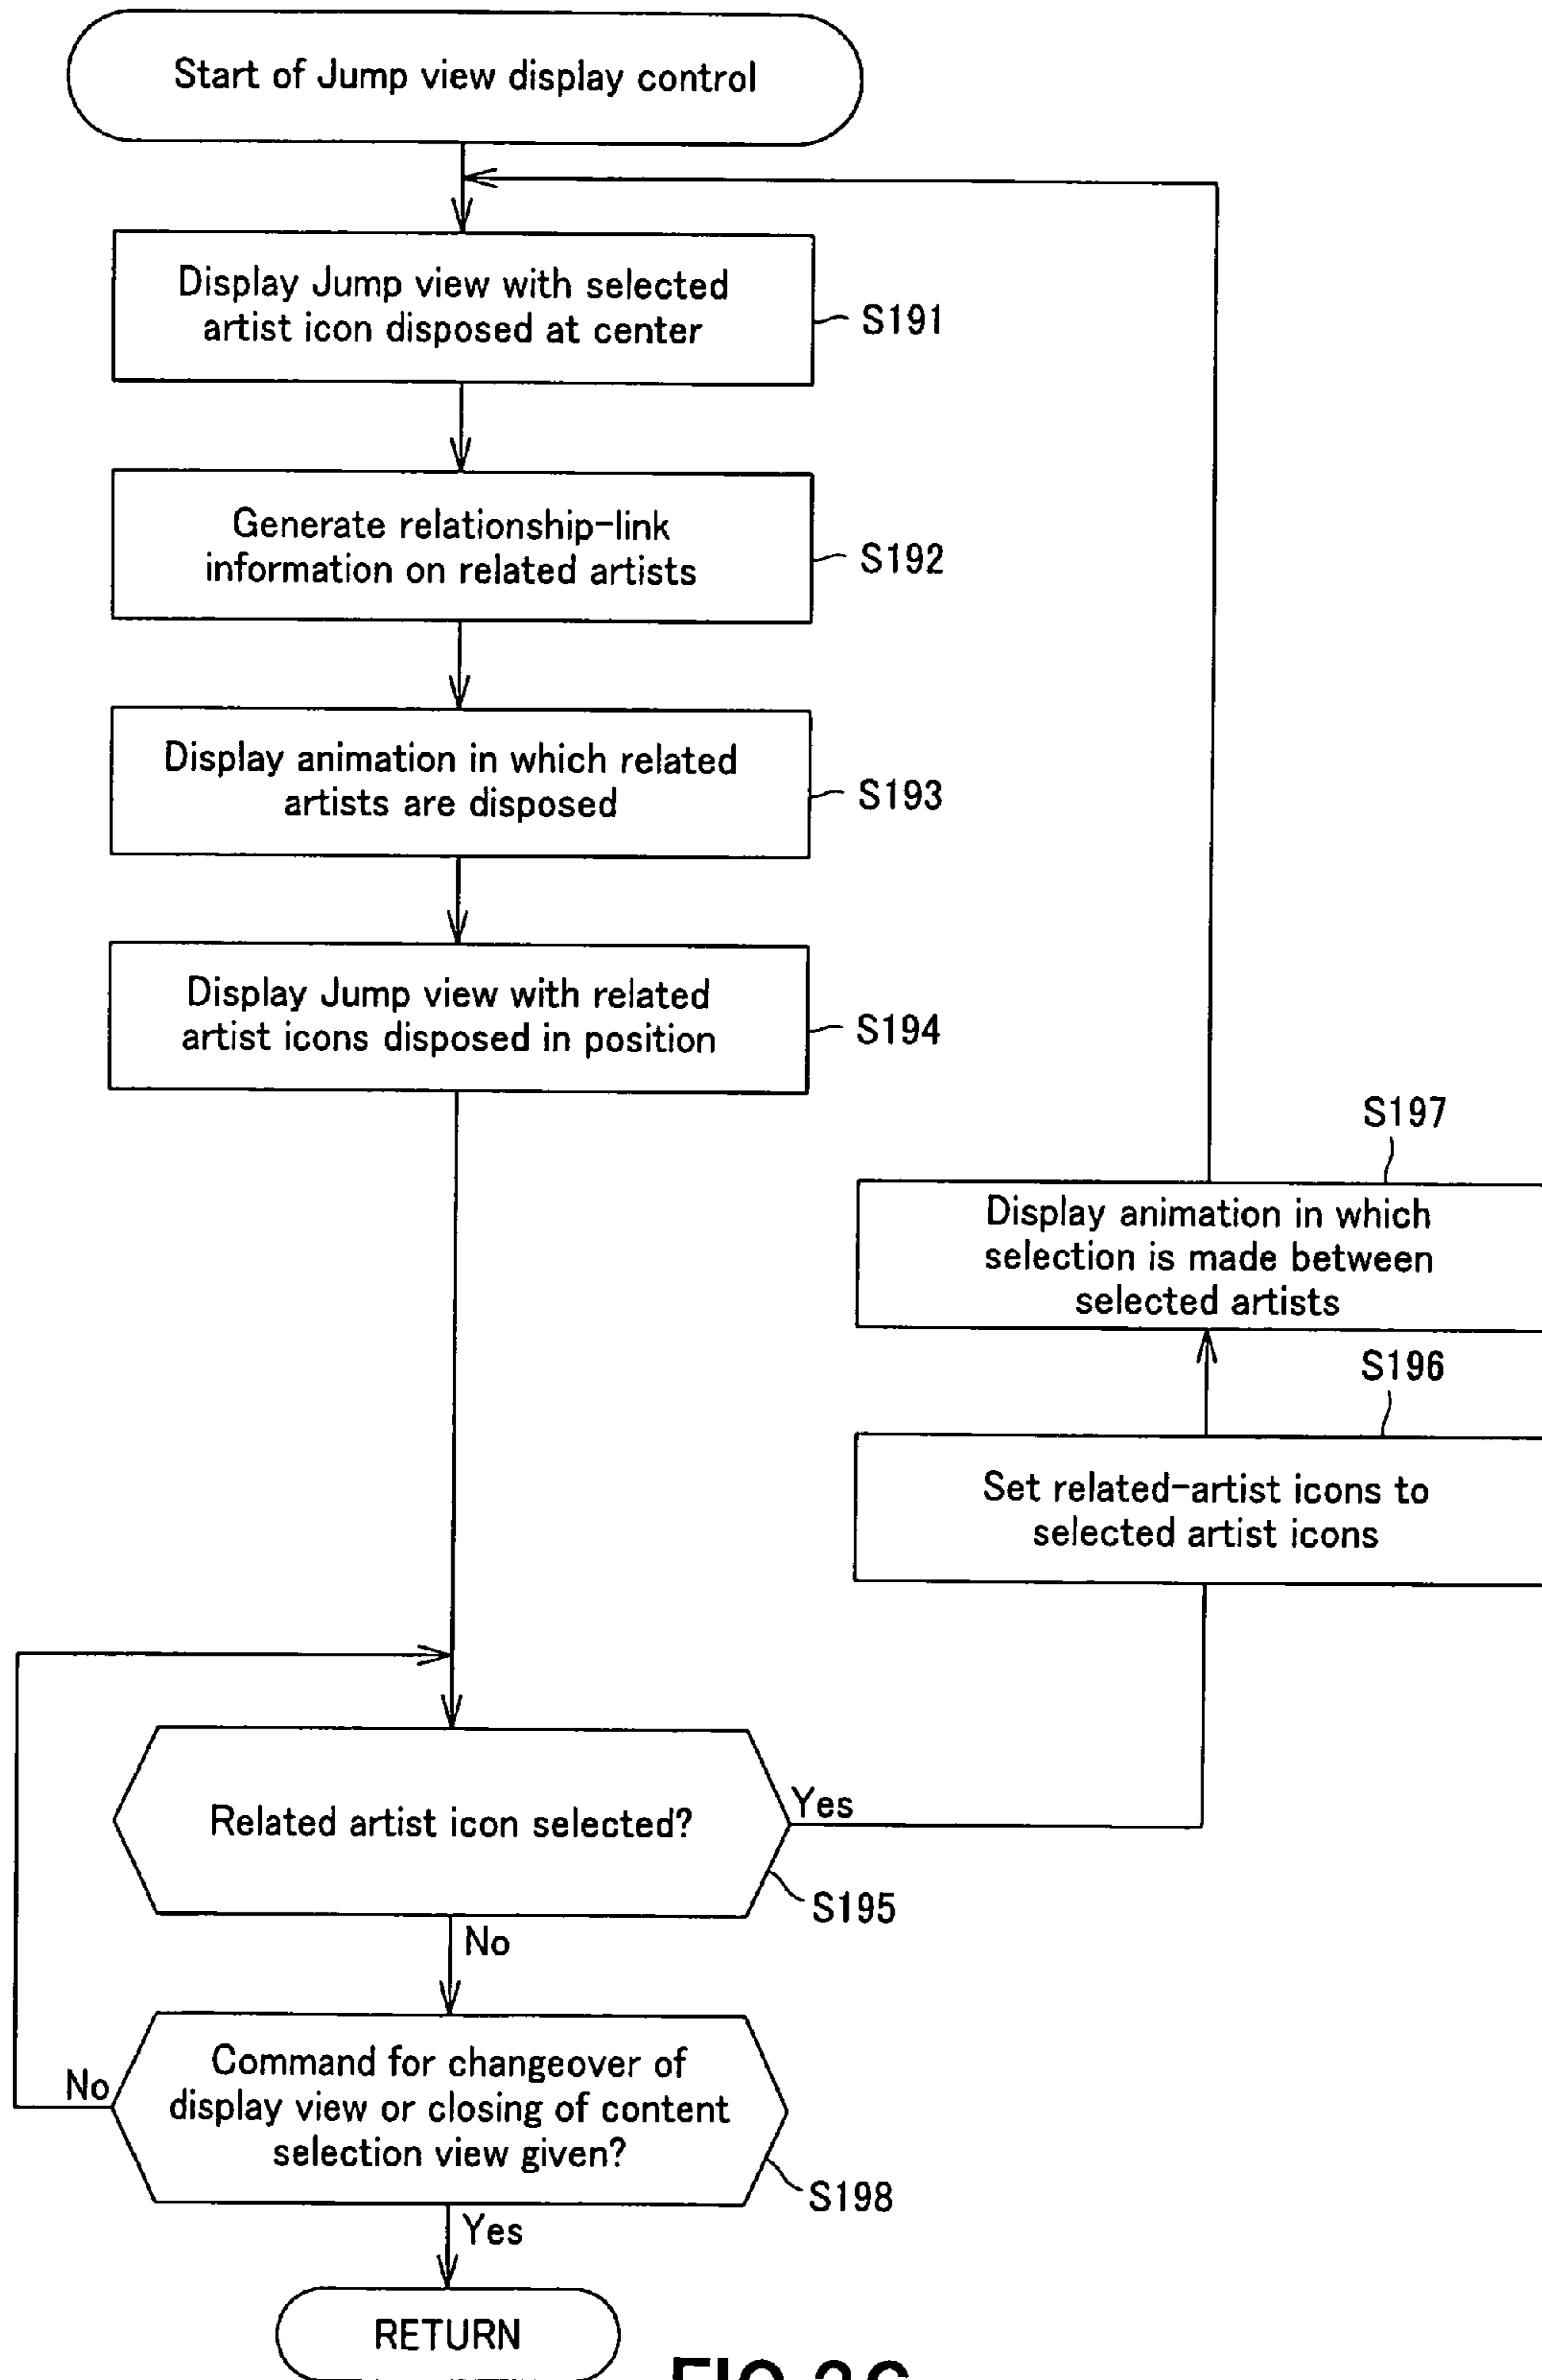 Start of Jump view display control
Display Jump view with selected
artist icon disposed at center
S191
Generate relationship-link
information on related artists
S192
Display animation in which related
artists are disposed
S193
Display Jump view with related
artist icons disposed in position
S194
S197
Display animation in which
selection is made between
selected artists
S196
Set related-artist icons to
selected artist icons
Related artist icon selected?
Yes
S195
No
Command for changeover of
display view or closing of content
selection view given?
No
S198
Yes
RETURN